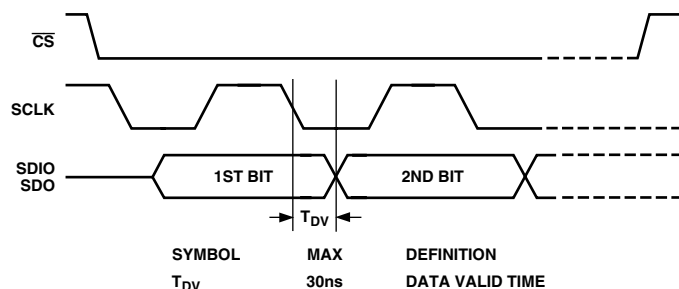 CS
SCLK
SDIO
SDO
1ST BIT
2ND BIT
TDV
SYMBOL MAX DEFINITION
TDV 30ns DATA VALID TIME